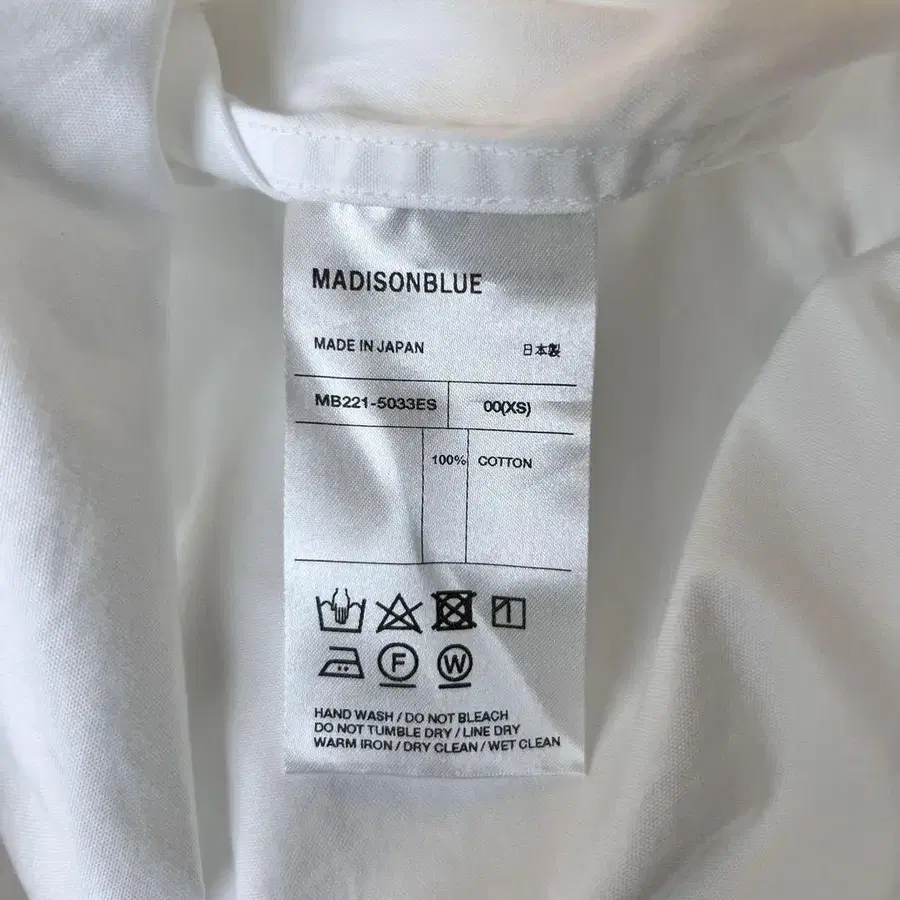 MADISONBLUE
MADE IN JAPAN 日本製
MB221-5033ES 00(XS)
100% COTTON
F W
HAND WASH / DO NOT BLEACH
DO NOT TUMBLE DRY / LINE DRY
WARM IRON / DRY CLEAN / WET CLEAN